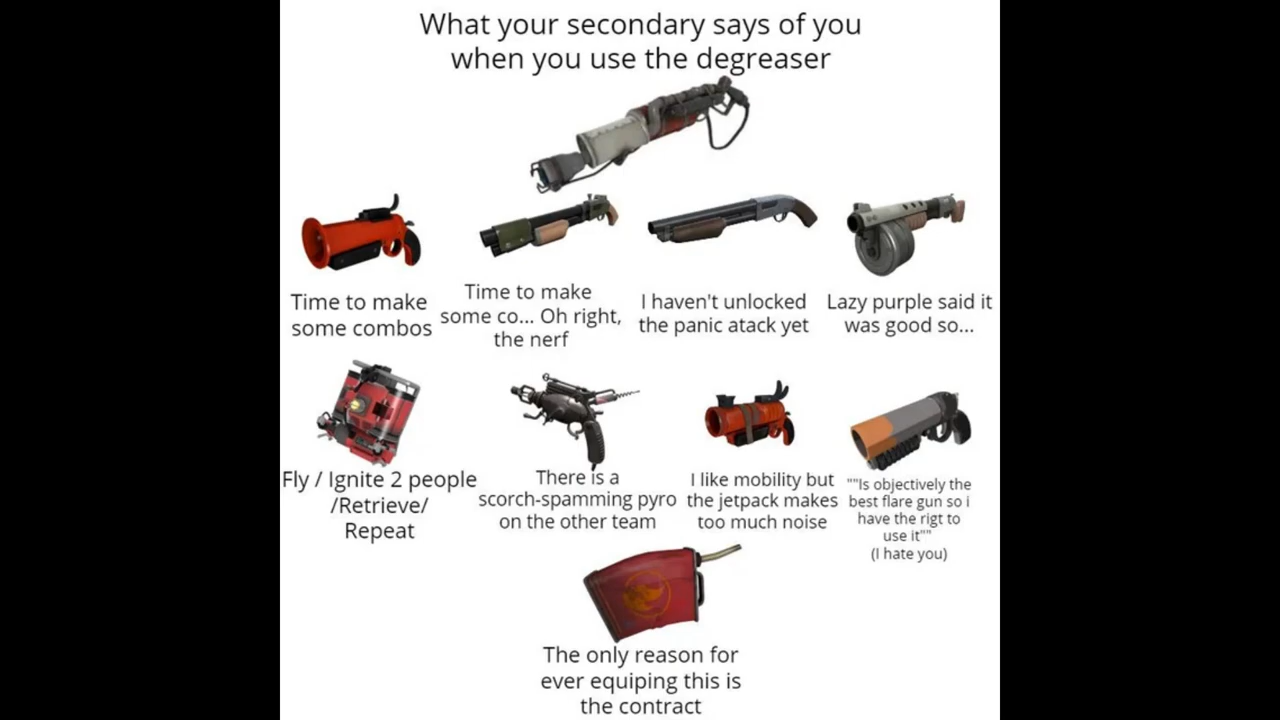 What your secondary says of you
when you use the degreaser
Time to make
some combos
Time to make
some co... Oh right,
the nerf
I haven't unlocked
the panic atack yet
Lazy purple said it
was good so...
Fly / Ignite 2 people
/Retrieve/
Repeat
There is a
scorch-spamming pyro
on the other team
I like mobility but
the jetpack makes
too much noise
""Is objectively the
best flare gun so i
have the rigt to
use it""
(I hate you)
The only reason for
ever equiping this is
the contract